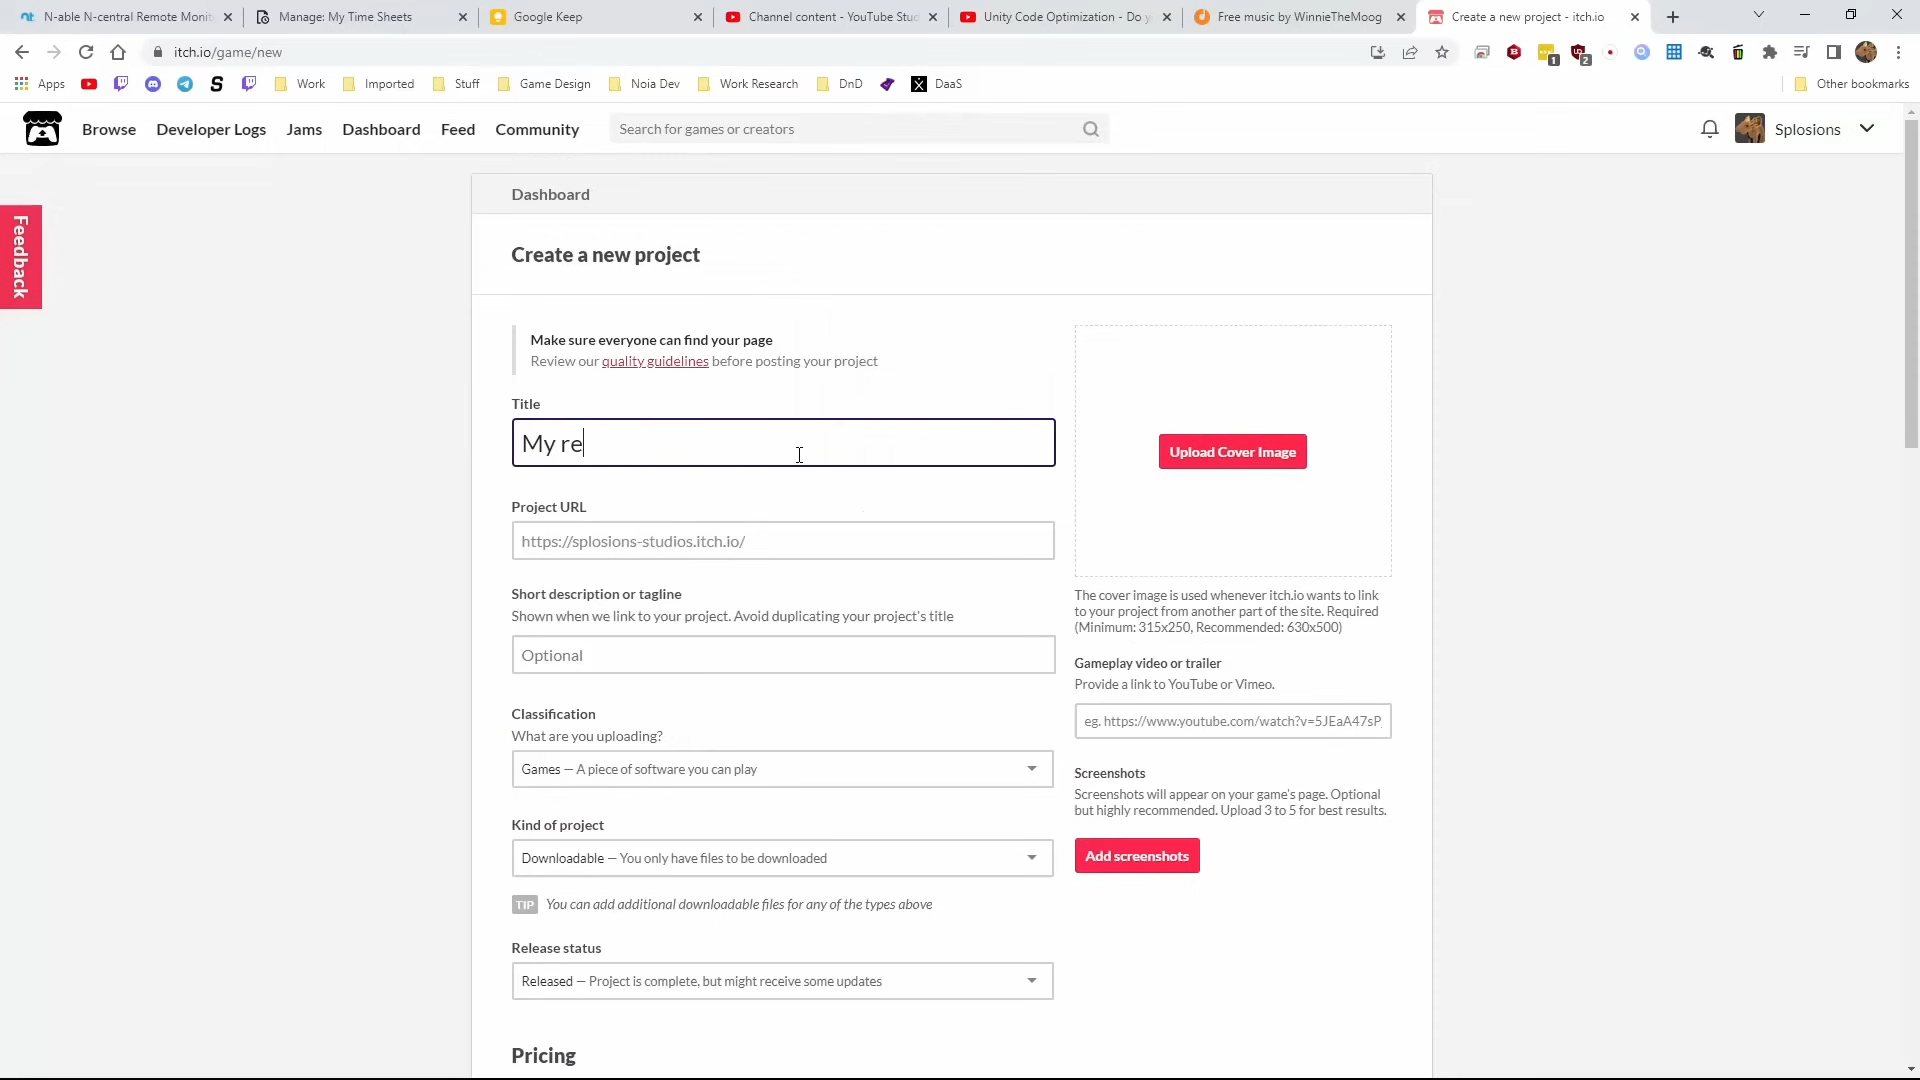 N-able N-central Remote Monit
Manage: My Time Sheets
Google Keep
Channel content - YouTube Stu
Unity Code Optimization - Do y
Free music by WinnieTheMoog
Create a new project - itch.io
itch.io/game/new
1
2
Apps
Work
Imported
Stuff
Game Design
Noia Dev
Work Research
DnD
DaaS
Other bookmarks
Browse
Developer Logs
Jams
Dashboard
Feed
Community
Search for games or creators
Splosions
Feedback
Dashboard
Create a new project
Make sure everyone can find your page
Review our quality guidelines before posting your project
Title
My re
Project URL
https://splosions-studios.itch.io/
Short description or tagline
Shown when we link to your project. Avoid duplicating your project's title
Optional
Classification
What are you uploading?
Games — A piece of software you can play
Kind of project
Downloadable — You only have files to be downloaded
TIP You can add additional downloadable files for any of the types above
Release status
Released — Project is complete, but might receive some updates
Pricing
Upload Cover Image
The cover image is used whenever itch.io wants to link
to your project from another part of the site. Required
(Minimum: 315x250, Recommended: 630x500)
Gameplay video or trailer
Provide a link to YouTube or Vimeo.
eg. https://www.youtube.com/watch?v=5JEaA47sP
Screenshots
Screenshots will appear on your game's page. Optional
but highly recommended. Upload 3 to 5 for best results.
Add screenshots